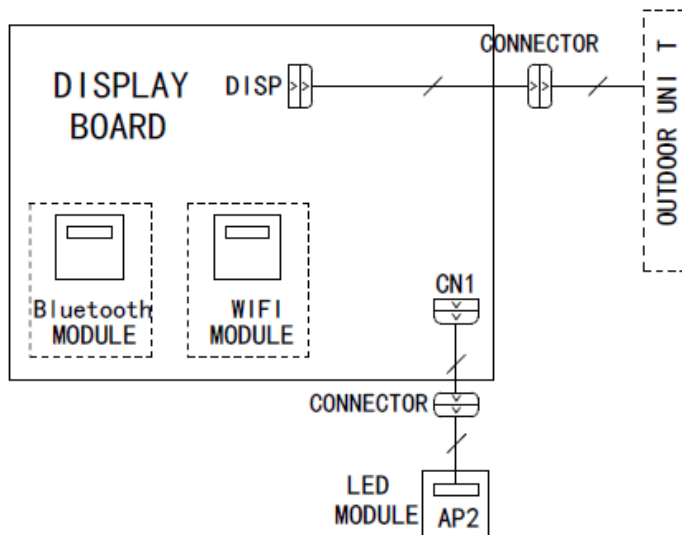 CONNECTOR
DISPLAY
BOARD
DISP
OUTDOOR UNI T
Bluetooth
MODULE
WIFI
MODULE
CN1
CONNECTOR
LED
MODULE
AP2